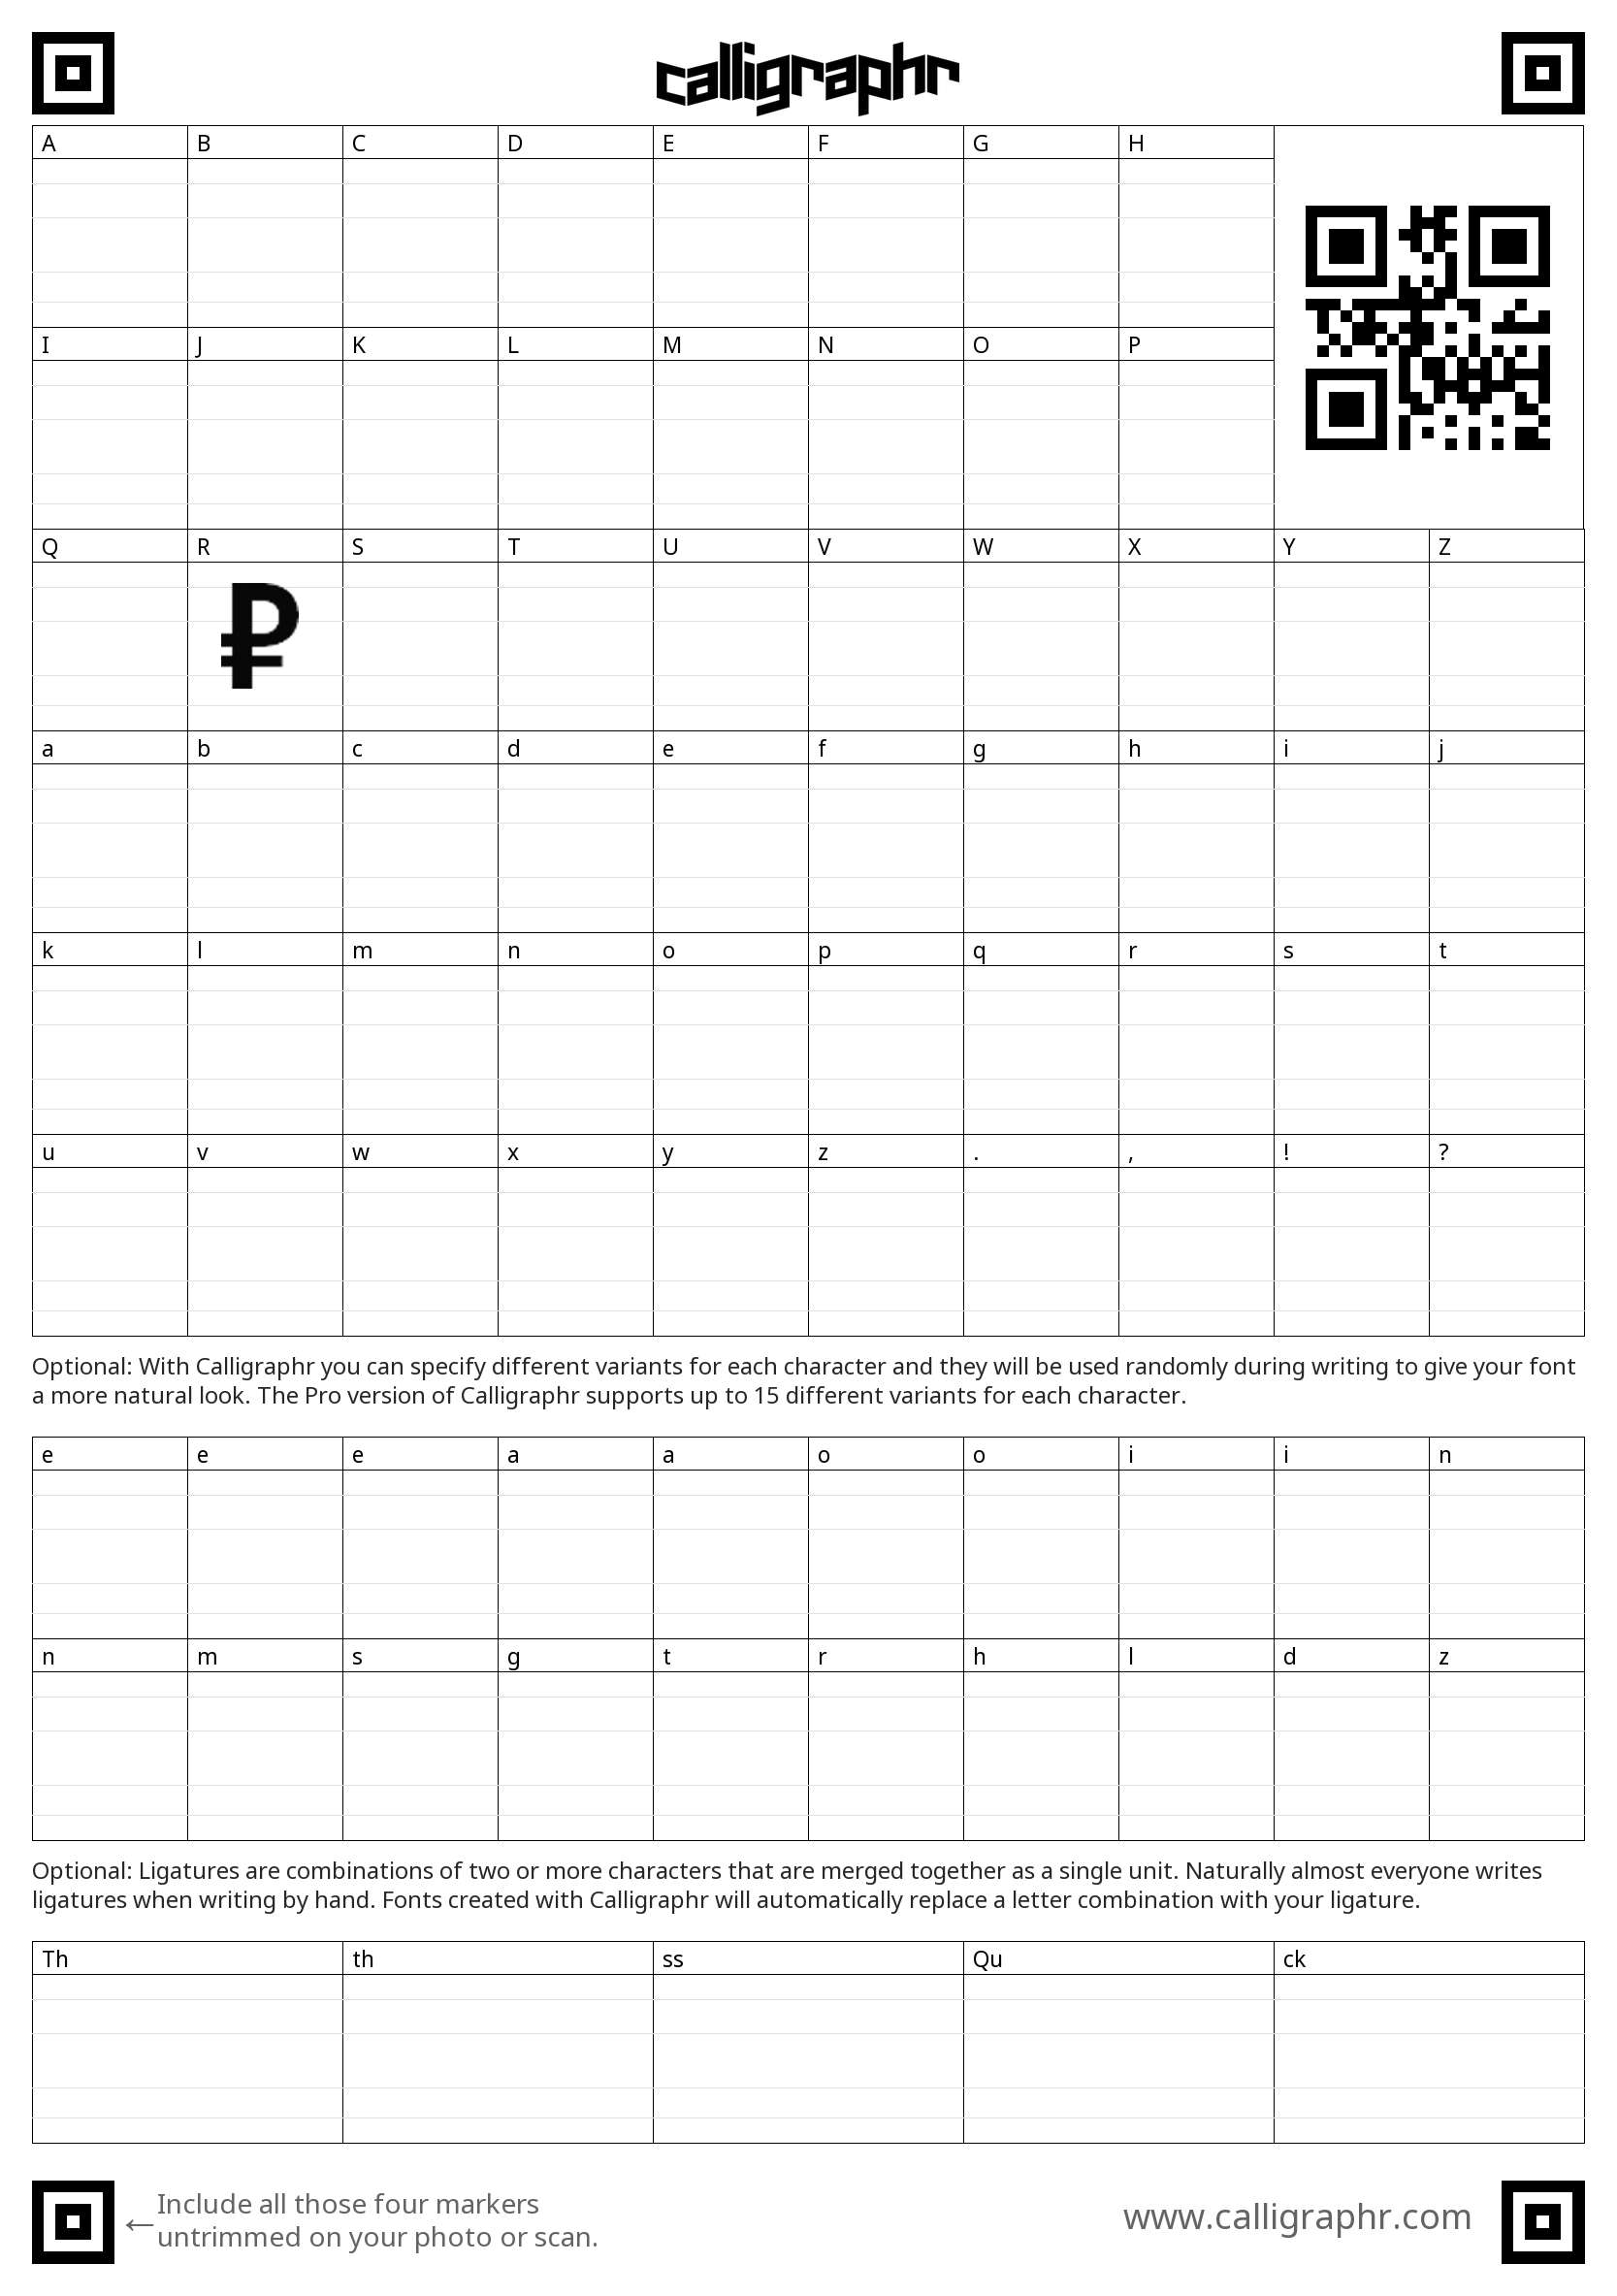 calligraphr
A B C D E F G H
I J K L M N O P
Q R S T U V W X Y Z
₽
a b c d e f g h i j
k l m n o p q r s t
u v w x y z . , ! ?
Optional: With Calligraphr you can specify different variants for each character and they will be used randomly during writing to give your font
a more natural look. The Pro version of Calligraphr supports up to 15 different variants for each character.
e e e a a o o i i n
n m s g t r h l d z
Optional: Ligatures are combinations of two or more characters that are merged together as a single unit. Naturally almost everyone writes
ligatures when writing by hand. Fonts created with Calligraphr will automatically replace a letter combination with your ligature.
Th th ss Qu ck
←Include all those four markers
untrimmed on your photo or scan.
www.calligraphr.com